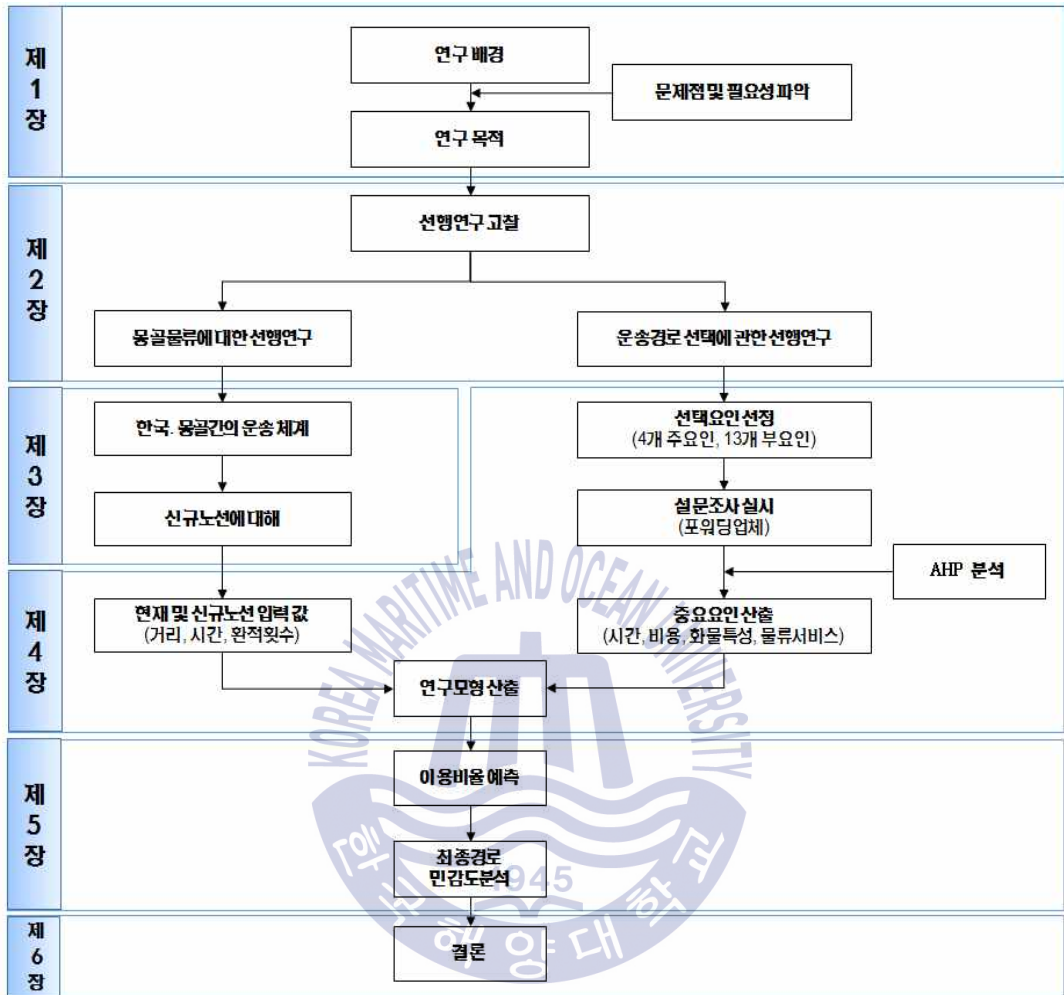 제
1
장
연구 배경
문제점 및 필요성 파악
연구 목적
제
2
장
선행연구 고찰
몽골물류에 대한 선행연구
운송경로 선택에 관한 선행연구
제
3
장
한국. 몽골간의 운송 체계
신규노선에 대해
선택요인 선정
(4개 주요인, 13개 부요인)
설문조사 실시
(포워딩업체)
AHP 분석
제
4
장
현재 및 신규노선 입력 값
(거리, 시간, 환적횟수)
중요요인 산출
(시간, 비용, 화물특성, 물류서비스)
연구모형 산출
제
5
장
이용비율 예측
최종경로
민감도분석
제
6
장
결론
KOREA MARITIME AND OCEAN UNIVERSITY
1945
한국해양대학교